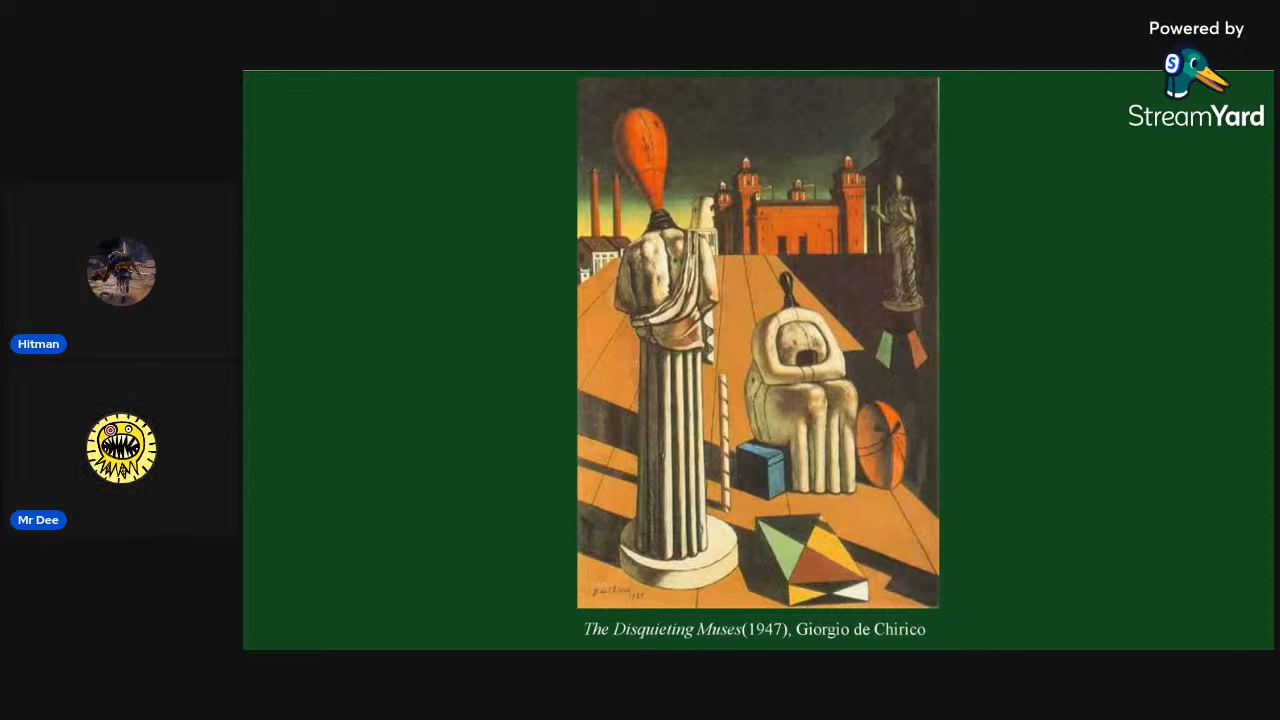 Powered by
S
StreamYard
Hitman
Mr Dee
The Disquieting Muses(1947), Giorgio de Chirico